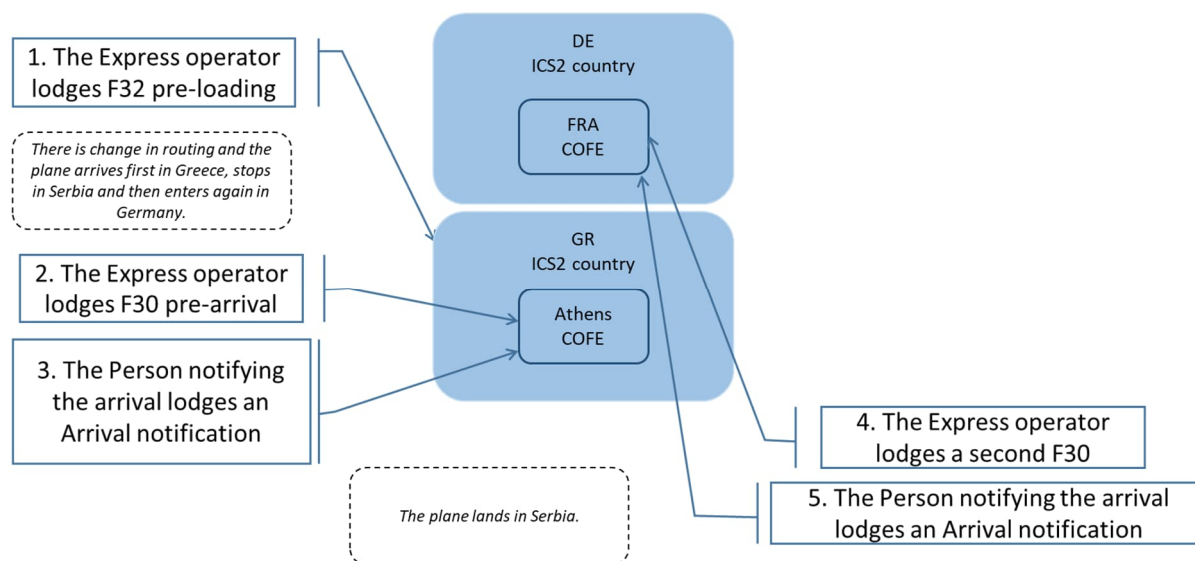 1. The Express operator
lodges F32 pre-loading
There is change in routing and the
plane arrives first in Greece, stops
in Serbia and then enters again in
Germany.
2. The Express operator
lodges F30 pre-arrival
3. The Person notifying
the arrival lodges an
Arrival notification
DE
ICS2 country
FRA
COFE
GR
ICS2 country
Athens
COFE
The plane lands in Serbia.
4. The Express operator
lodges a second F30
5. The Person notifying the arrival
lodges an Arrival notification